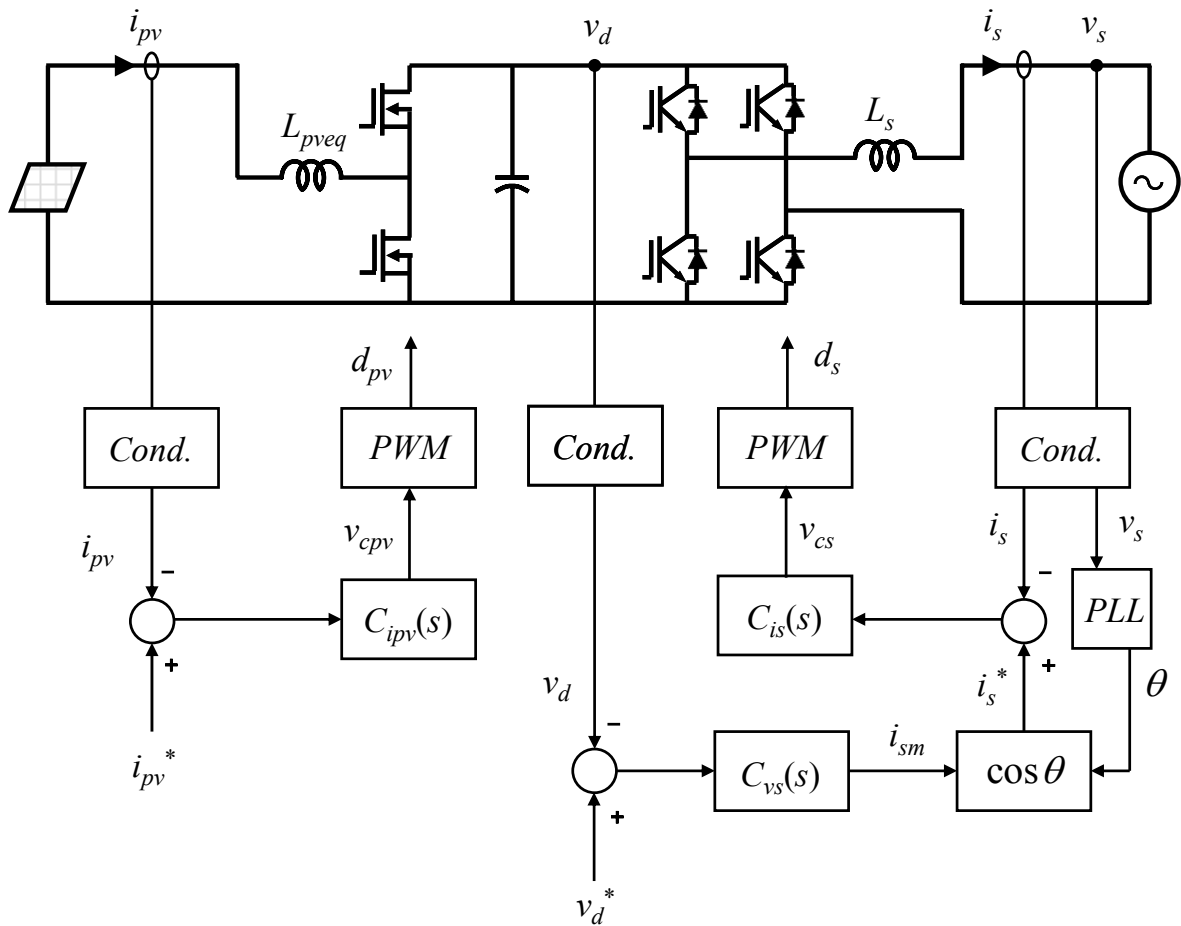 i_pv v_d i_s v_s
L_pveq L_s
d_pv d_s
Cond. PWM Cond. PWM Cond.
i_pv v_cpv v_cs i_s v_s
- -
C_ipv(s) C_is(s) PLL
+ v_d + i_s* θ
i_pv* - i_sm
C_vs(s) cos θ
+
v_d*